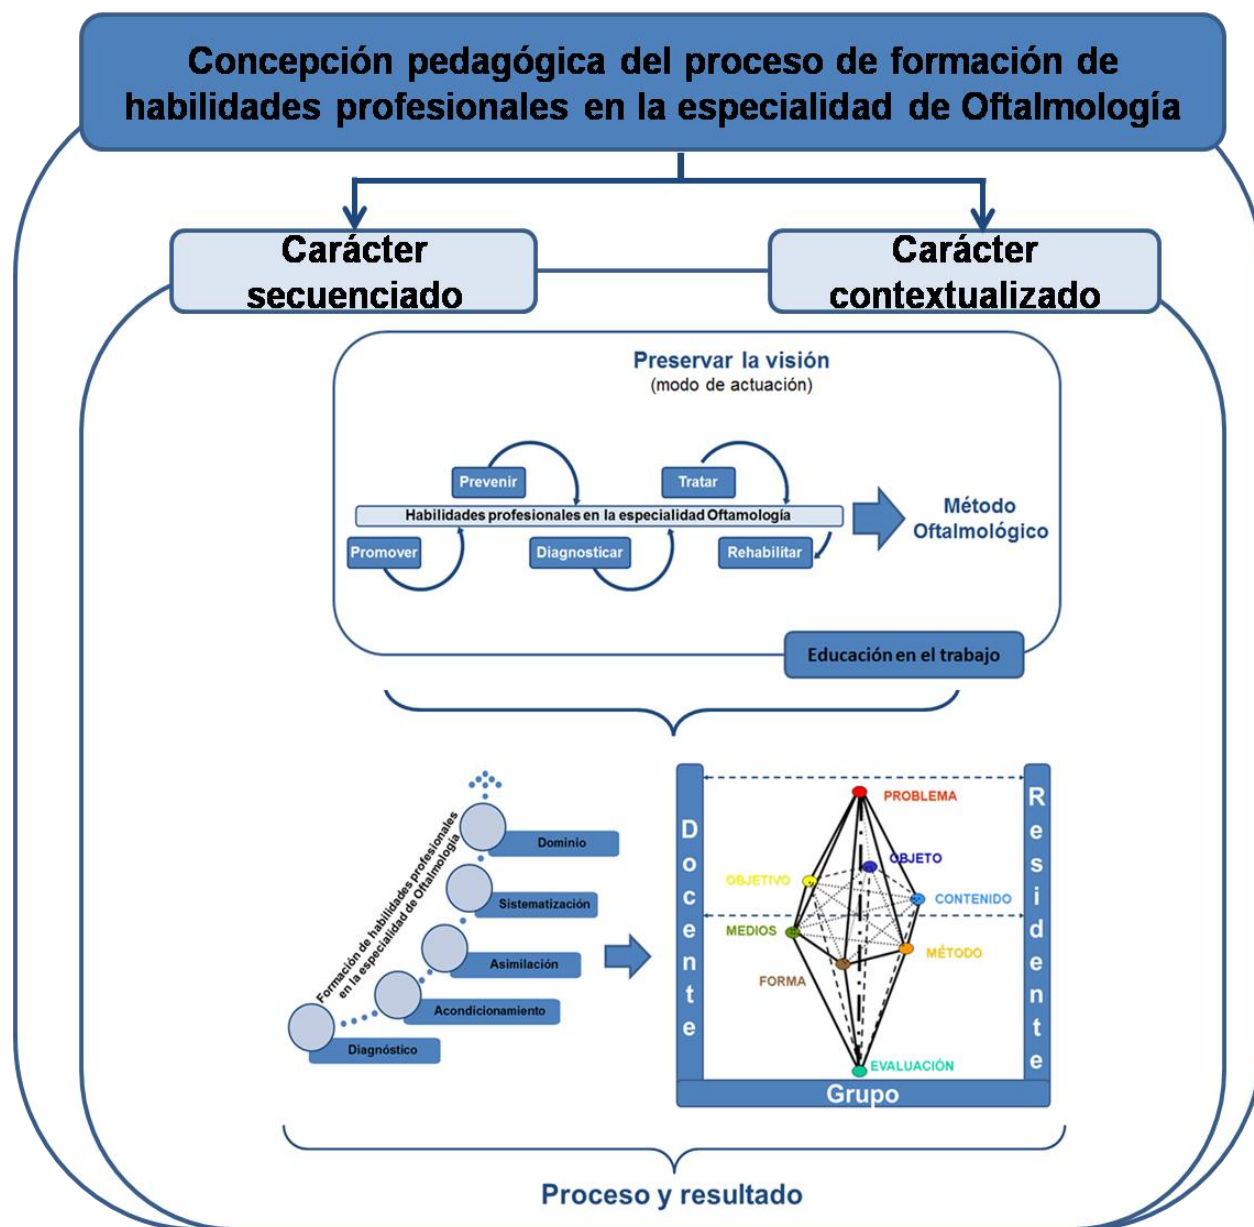 Concepción pedagógica del proceso de formación de
habilidades profesionales en la especialidad de Oftalmología
Carácter
secuenciado
Carácter
contextualizado
Preservar la visión
(modo de actuación)
Prevenir
Tratar
Habilidades profesionales en la especialidad Oftamología
Promover
Diagnosticar
Rehabilitar
Método
Oftalmológico
Educación en el trabajo
Formación de habilidades profesionales
en la especialidad de Oftalmología
Dominio
Sistematización
Asimilación
Acondicionamiento
Diagnóstico
Docente
PROBLEMA
OBJETO
OBJETIVO
CONTENIDO
MEDIOS
MÉTODO
FORMA
EVALUACIÓN
Residente
Grupo
Proceso y resultado